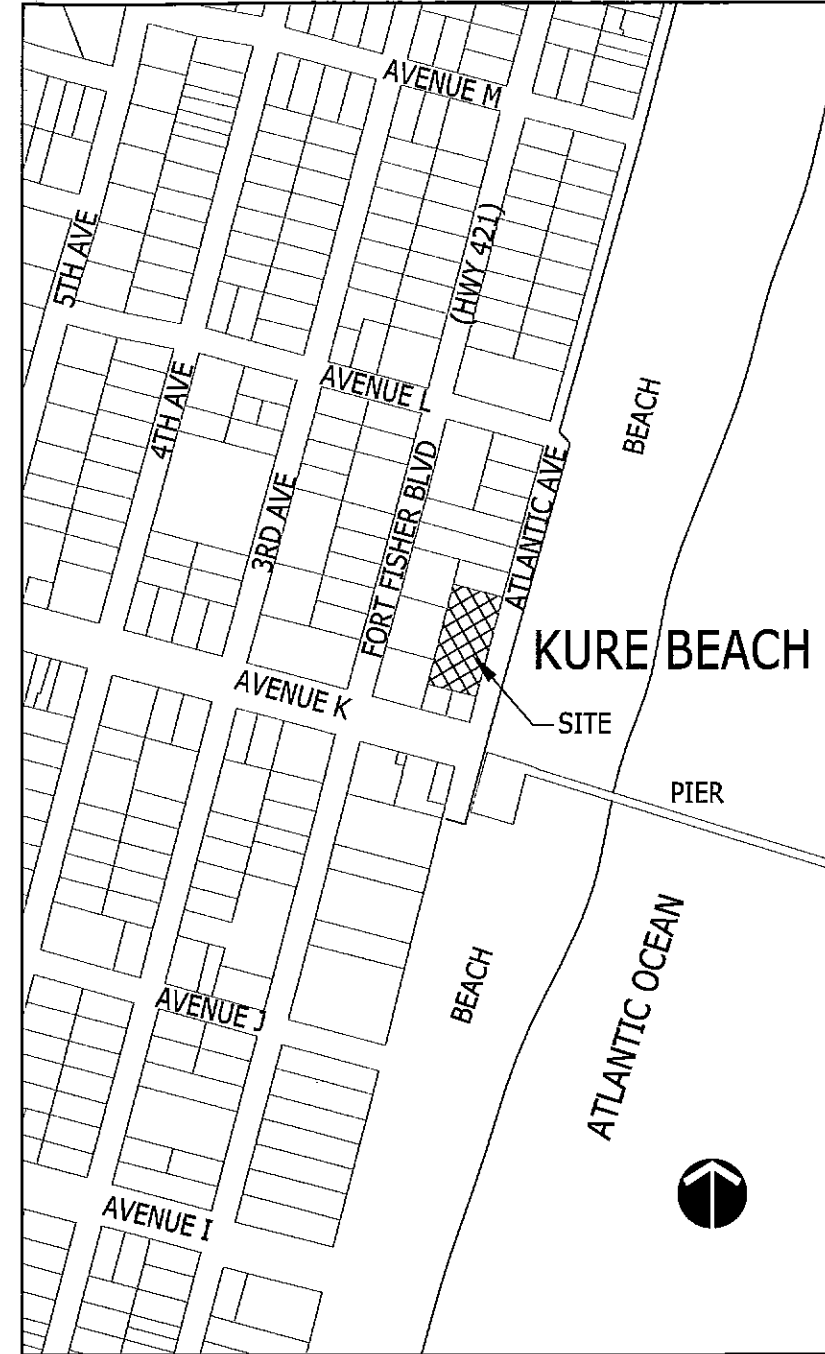 AVENUE M
5TH AVE
(HWY 421)
AVENUE L
4TH AVE
BEACH
3RD AVE
FORT FISHER BLVD
ATLANTIC AVE
KURE BEACH
AVENUE K
SITE
PIER
BEACH
AVENUE J
ATLANTIC OCEAN
AVENUE I